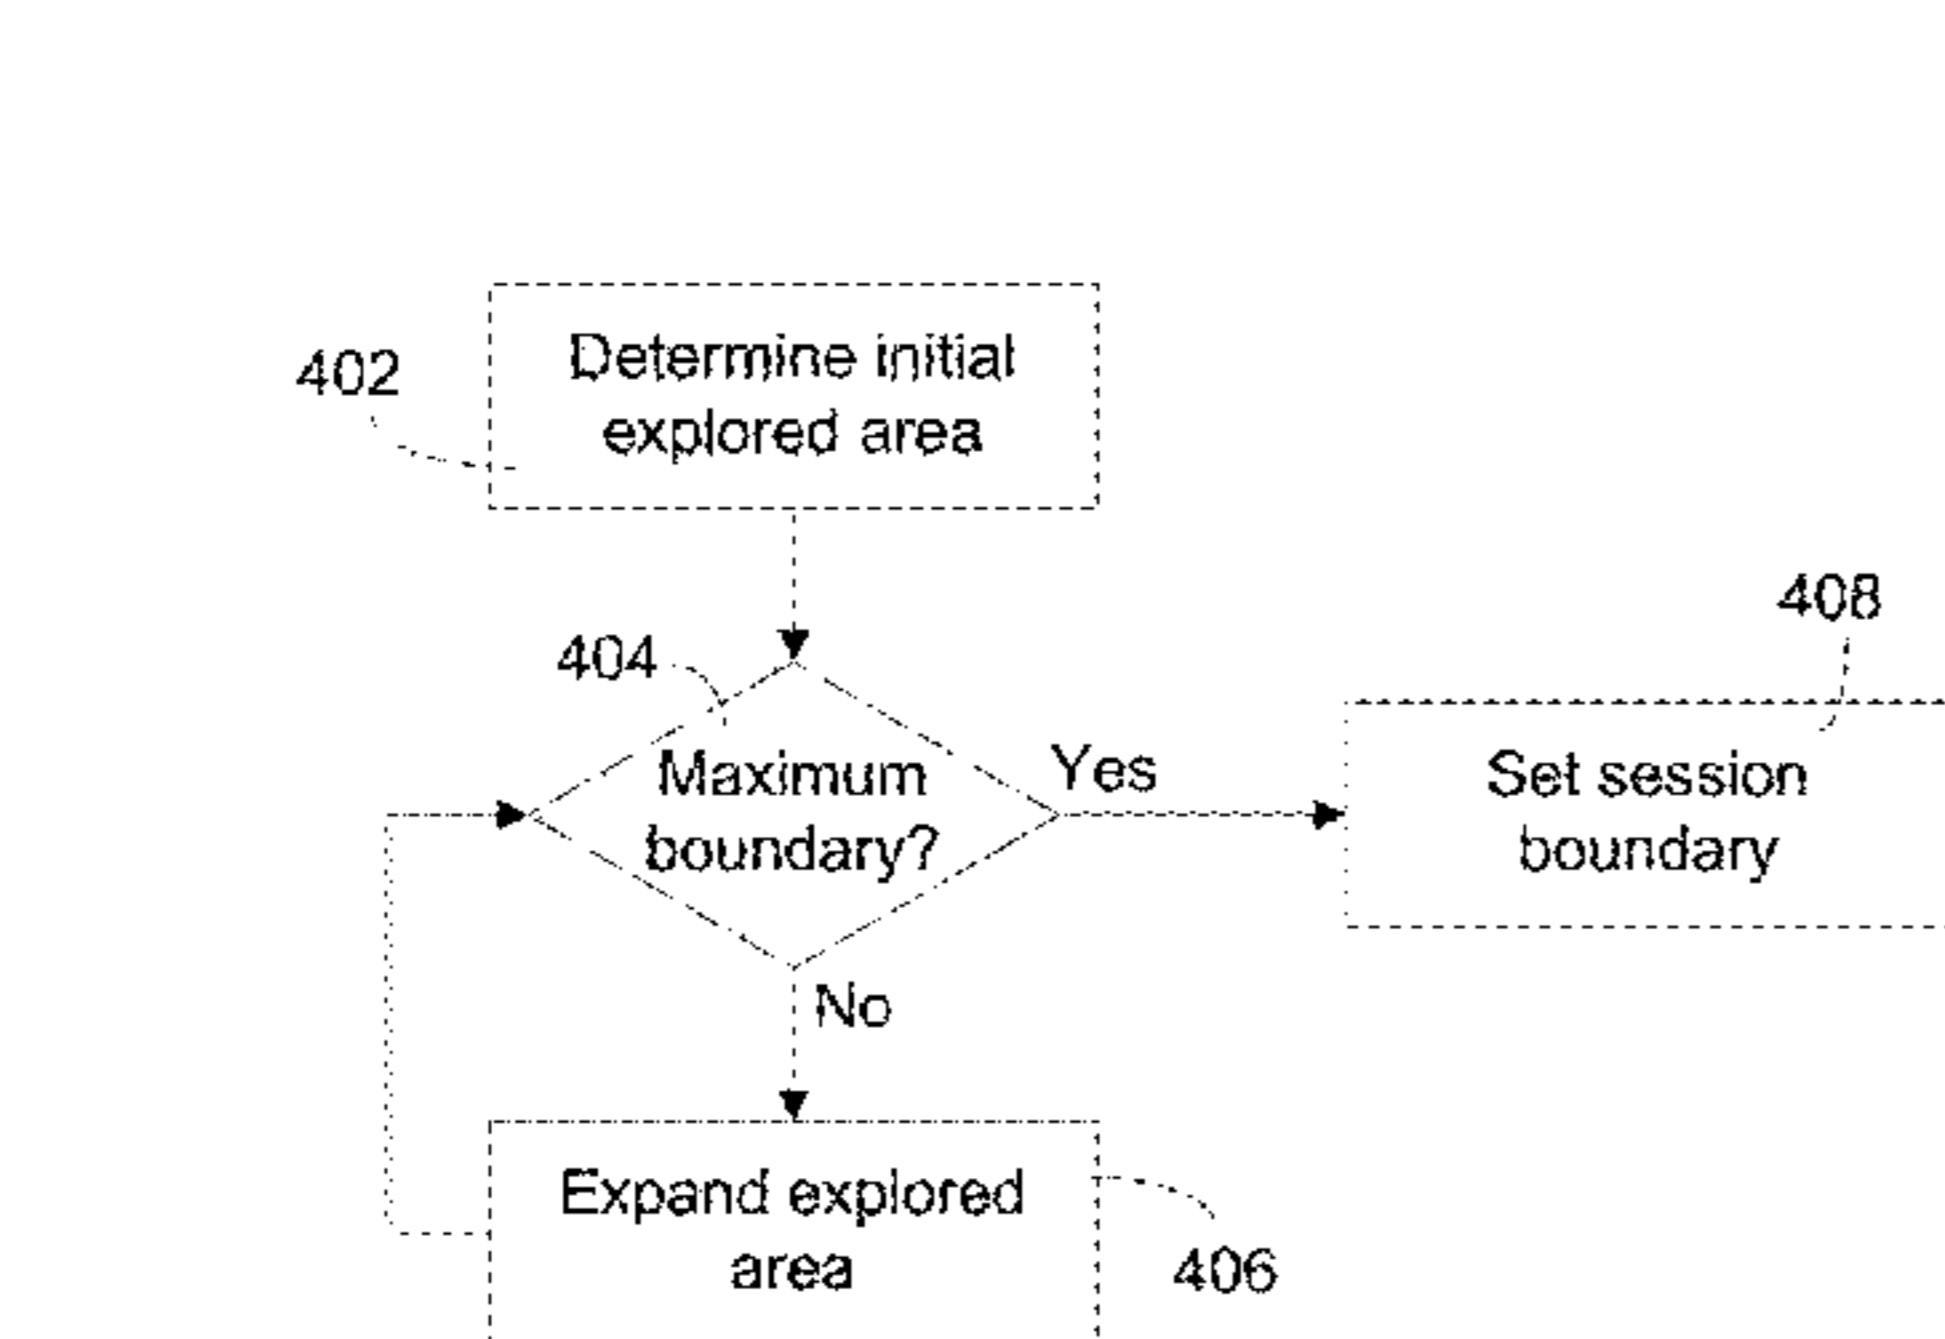 402
Determine initial
explored area
404
408
Maximum
boundary?
Yes
Set session
boundary
No
Expand explored
area
406